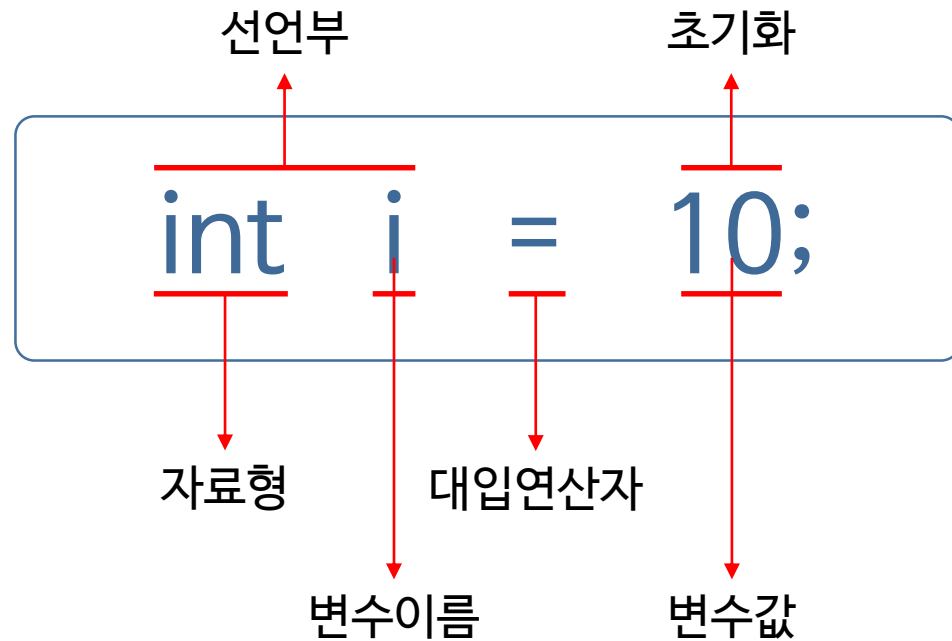 선언부 초기화
int i = 10;
자료형 대입연산자
변수이름 변수값